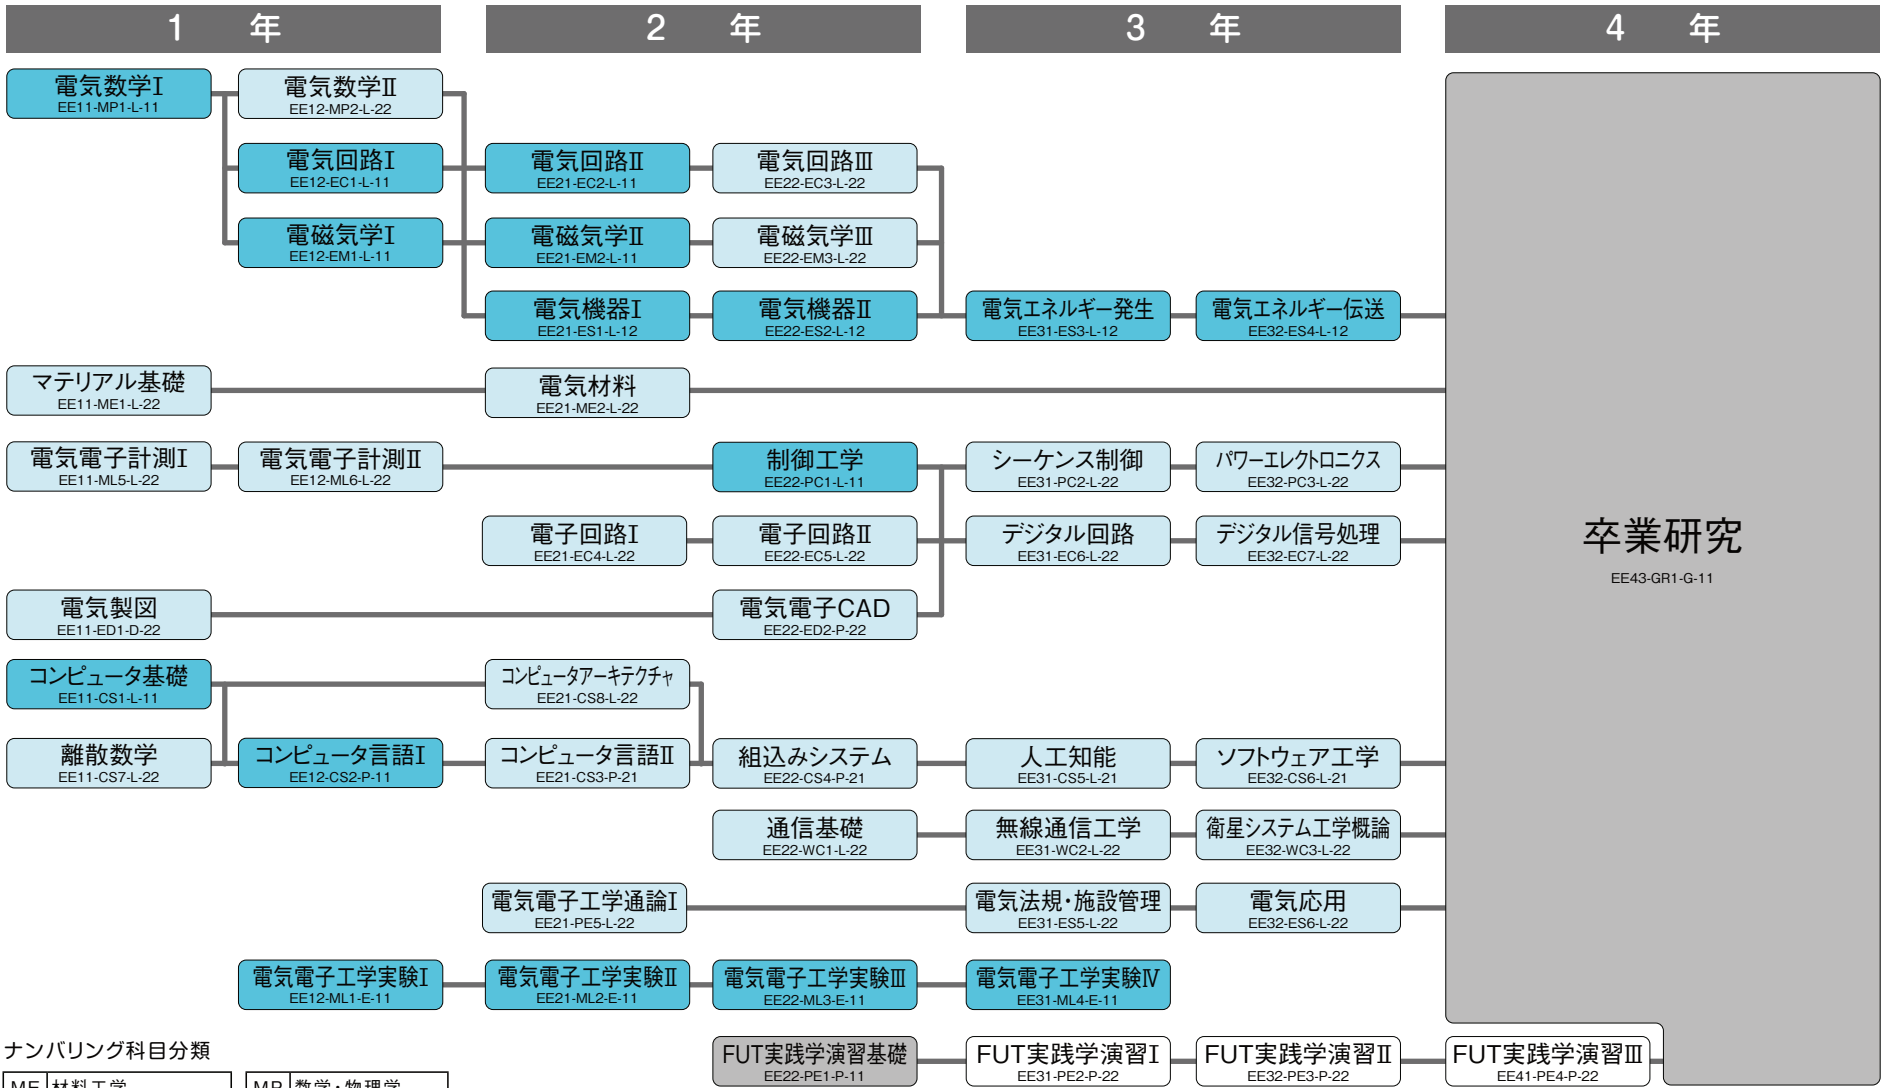 1 年
2 年
3 年
4 年
電気数学Ⅰ
EE11-MP1-L-11
電気数学Ⅱ
EE12-MP2-L-22
電気回路Ⅰ
EE12-EC1-L-11
電気回路Ⅱ
EE21-EC2-L-11
電気回路Ⅲ
EE22-EC3-L-22
電磁気学Ⅰ
EE12-EM1-L-11
電磁気学Ⅱ
EE21-EM2-L-11
電磁気学Ⅲ
EE22-EM3-L-22
電気機器Ⅰ
EE21-ES1-L-12
電気機器Ⅱ
EE22-ES2-L-12
電気エネルギー発生
EE31-ES3-L-12
電気エネルギー伝送
EE32-ES4-L-12
マテリアル基礎
EE11-ME1-L-22
電気材料
EE21-ME2-L-22
電気電子計測Ⅰ
EE11-ML5-L-22
電気電子計測Ⅱ
EE12-ML6-L-22
制御工学
EE22-PC1-L-11
シーケンス制御
EE31-PC2-L-22
パワーエレクトロニクス
EE32-PC3-L-22
電子回路Ⅰ
EE21-EC4-L-22
電子回路Ⅱ
EE22-EC5-L-22
デジタル回路
EE31-EC6-L-22
デジタル信号処理
EE32-EC7-L-22
卒業研究
EE43-GR1-G-11
電気製図
EE11-ED1-D-22
電気電子CAD
EE22-ED2-P-22
コンピュータ基礎
EE11-CS1-L-11
コンピュータアーキテクチャ
EE21-CS8-L-22
離散数学
EE11-CS7-L-22
コンピュータ言語Ⅰ
EE12-CS2-P-11
コンピュータ言語Ⅱ
EE21-CS3-P-21
組込みシステム
EE22-CS4-P-21
人工知能
EE31-CS5-L-21
ソフトウェア工学
EE32-CS6-L-21
通信基礎
EE22-WC1-L-22
無線通信工学
EE31-WC2-L-22
衛星システム工学概論
EE32-WC3-L-22
電気電子工学通論Ⅰ
EE21-PE5-L-22
電気法規・施設管理
EE31-ES5-L-22
電気応用
EE32-ES6-L-22
電気電子工学実験Ⅰ
EE12-ML1-E-11
電気電子工学実験Ⅱ
EE21-ML2-E-11
電気電子工学実験Ⅲ
EE22-ML3-E-11
電気電子工学実験Ⅳ
EE31-ML4-E-11
FUT実践学演習基礎
EE22-PE1-P-11
FUT実践学演習Ⅰ
EE31-PE2-P-22
FUT実践学演習Ⅱ
EE32-PE3-P-22
FUT実践学演習Ⅲ
EE41-PE4-P-22
ナンバリング科目分類
ME 材料工学
MP 数学・物理学